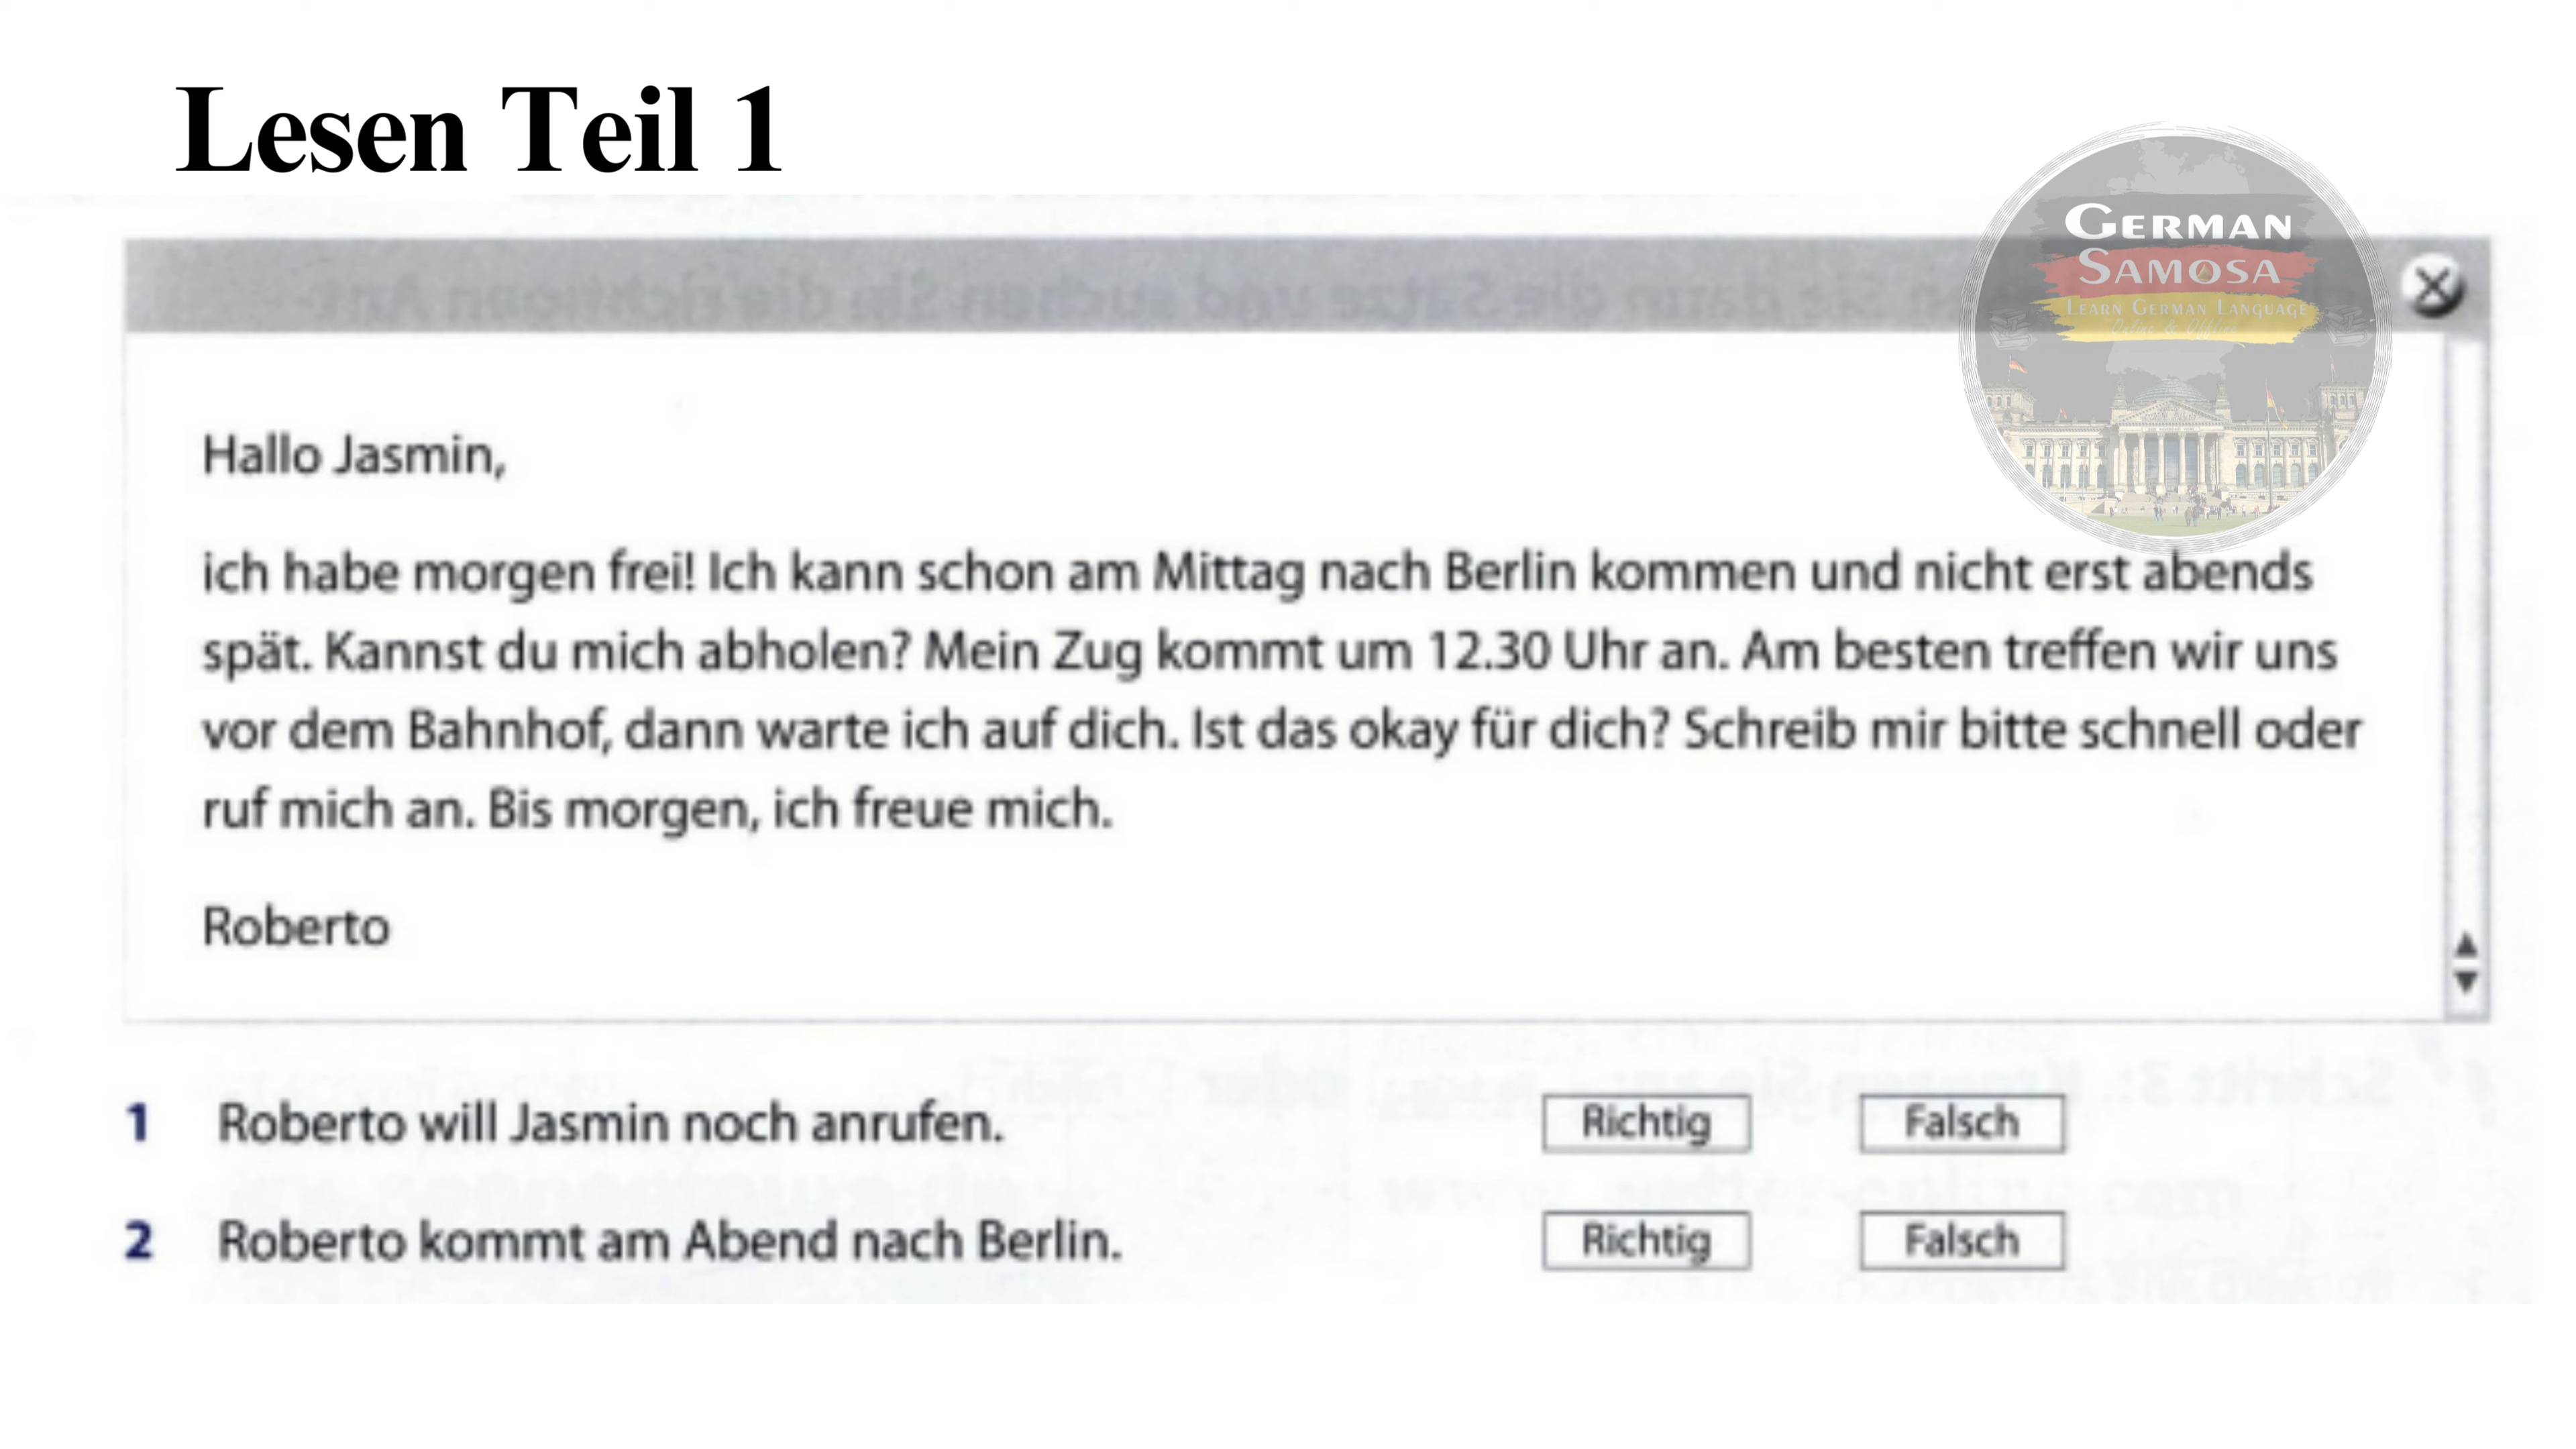 Lesen Teil 1
GERMAN
SAMOSA
LEARN GERMAN LANGUAGE
Online & Offline
Hallo Jasmin,
ich habe morgen frei! Ich kann schon am Mittag nach Berlin kommen und nicht erst abends
spät. Kannst du mich abholen? Mein Zug kommt um 12.30 Uhr an. Am besten treffen wir uns
vor dem Bahnhof, dann warte ich auf dich. Ist das okay für dich? Schreib mir bitte schnell oder
ruf mich an. Bis morgen, ich freue mich.
Roberto
1 Roberto will Jasmin noch anrufen. Richtig Falsch
2 Roberto kommt am Abend nach Berlin. Richtig Falsch